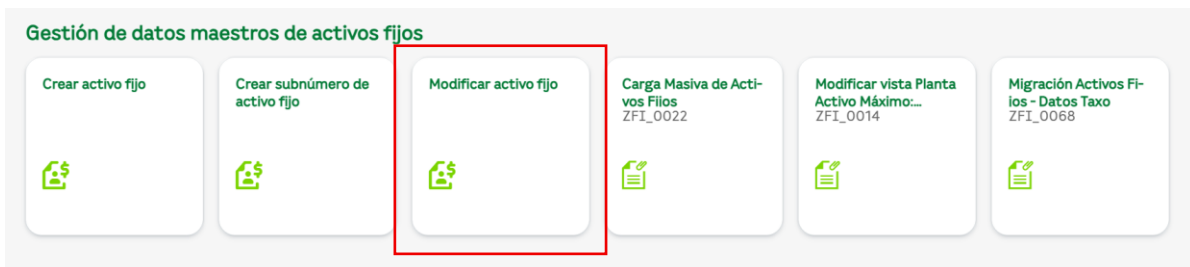 Gestión de datos maestros de activos fijos
Crear activo fijo
Crear subnúmero de
activo fijo
Modificar activo fijo
Carga Masiva de Acti-
vos Fijos
ZFI_0022
Modificar vista Planta
Activo Máximo:...
ZFI_0014
Migración Activos Fi-
jos - Datos Taxo
ZFI_0068